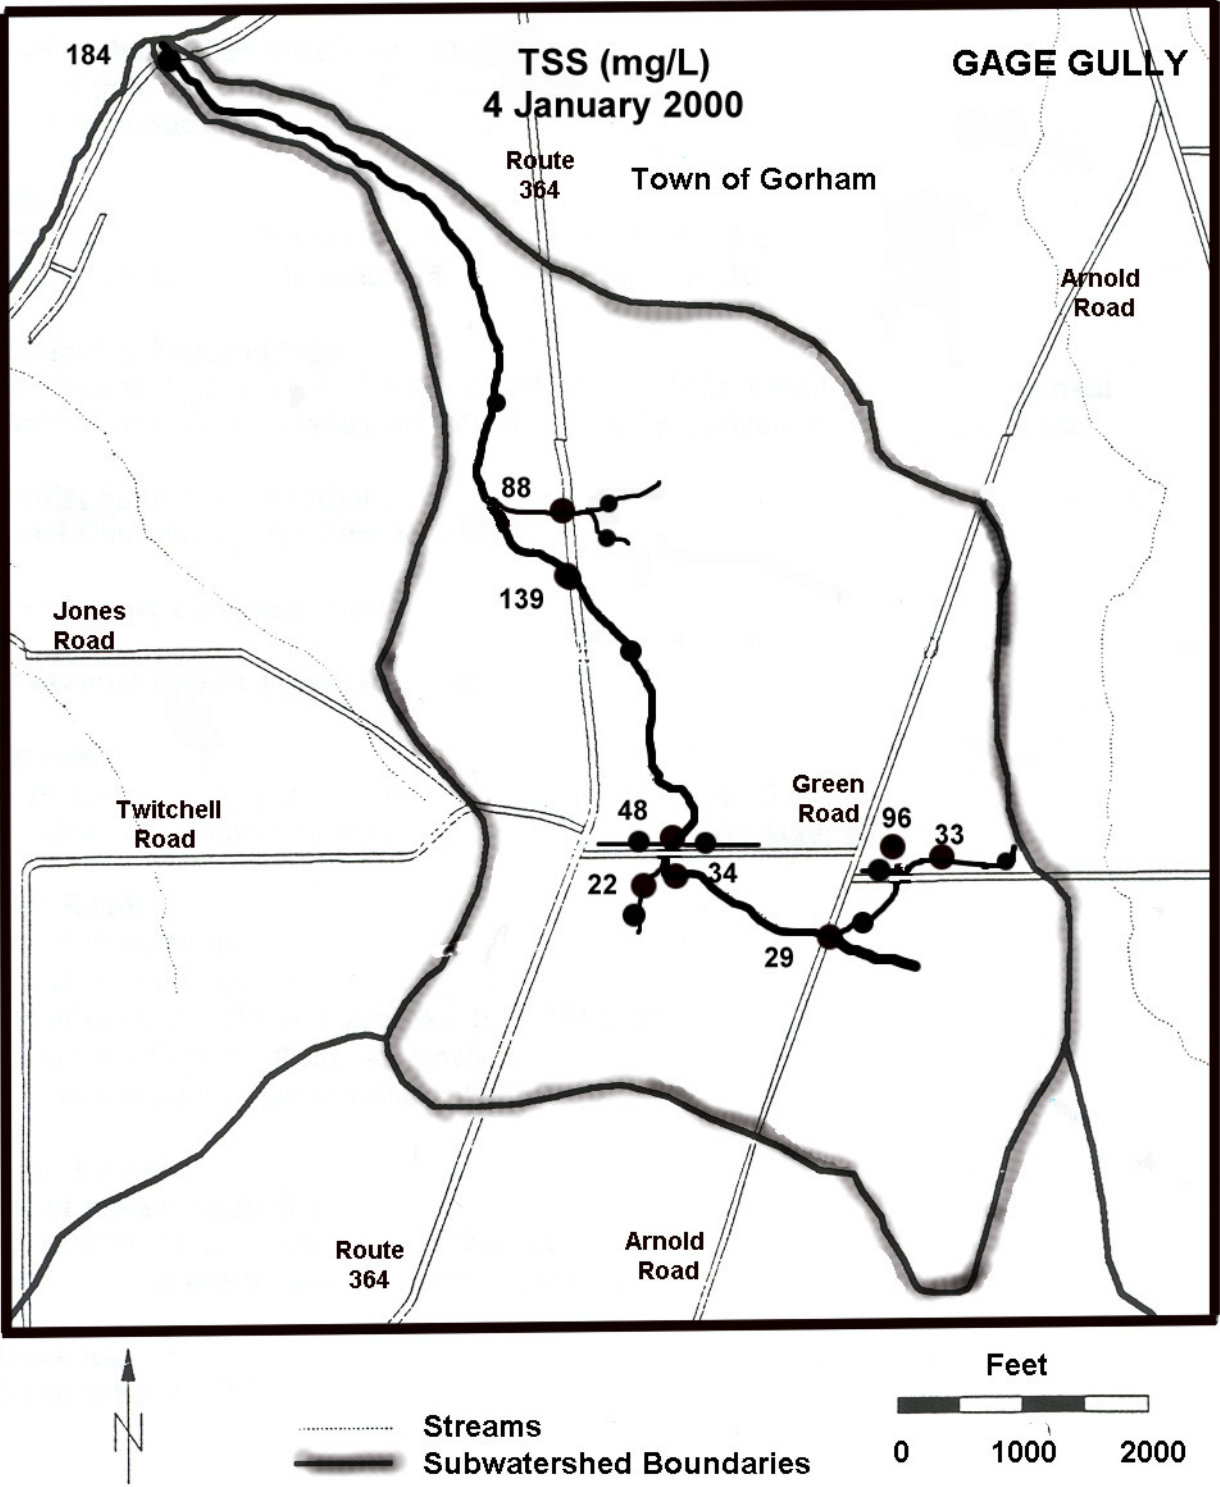 184
TSS (mg/L)
4 January 2000
GAGE GULLY
Route
364
Town of Gorham
Arnold
Road
88
139
Jones
Road
Twitchell
Road
48
Green
Road
96
33
22
34
29
Route
364
Arnold
Road
N
Streams
Subwatershed Boundaries
Feet
0 1000 2000